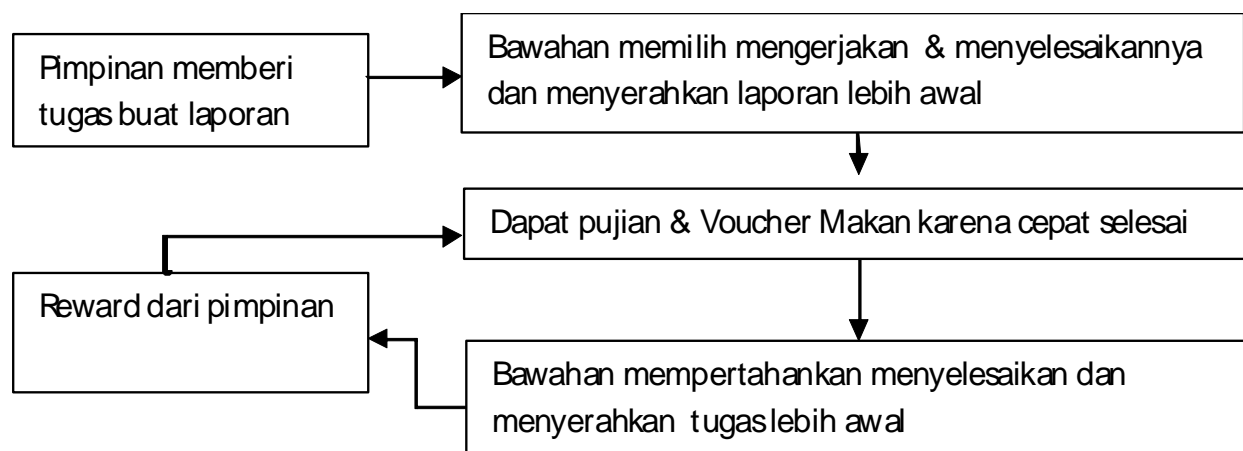 Pimpinan memberi
tugas buat laporan
Bawahan memilih mengerjakan & menyelesaikannya
dan menyerahkan laporan lebih awal
Dapat pujian & Voucher Makan karena cepat selesai
Reward dari pimpinan
Bawahan mempertahankan menyelesaikan dan
menyerahkan tugas lebih awal